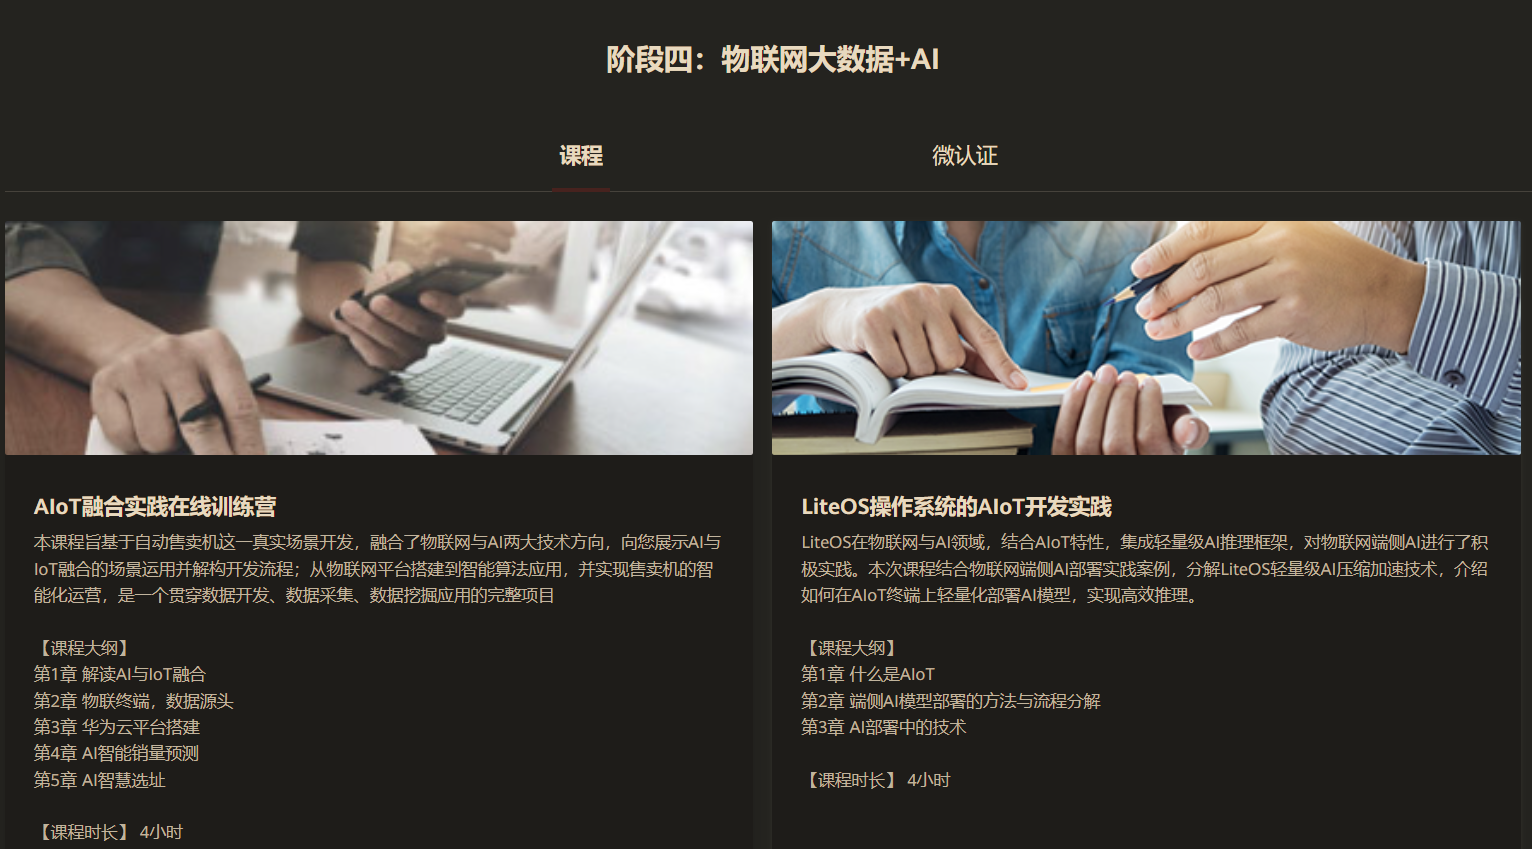 阶段四：物联网大数据+AI
课程
微认证
AIoT融合实践在线训练营
本课程旨基于自动售卖机这一真实场景开发，融合了物联网与AI两大技术方向，向您展示AI与
IoT融合的场景运用并解构开发流程；从物联网平台搭建到智能算法应用，并实现售卖机的智
能化运营，是一个贯穿数据开发、数据采集、数据挖掘应用的完整项目
【课程大纲】
第1章 解读AI与IoT融合
第2章 物联终端，数据源头
第3章 华为云平台搭建
第4章 AI智能销量预测
第5章 AI智慧选址
【课程时长】 4小时
LiteOS操作系统的AIoT开发实践
LiteOS在物联网与AI领域，结合AIoT特性，集成轻量级AI推理框架，对物联网端侧AI进行了积
极实践。本次课程结合物联网端侧AI部署实践案例，分解LiteOS轻量级AI压缩加速技术，介绍
如何在AIoT终端上轻量化部署AI模型，实现高效推理。
【课程大纲】
第1章 什么是AIoT
第2章 端侧AI模型部署的方法与流程分解
第3章 AI部署中的技术
【课程时长】 4小时